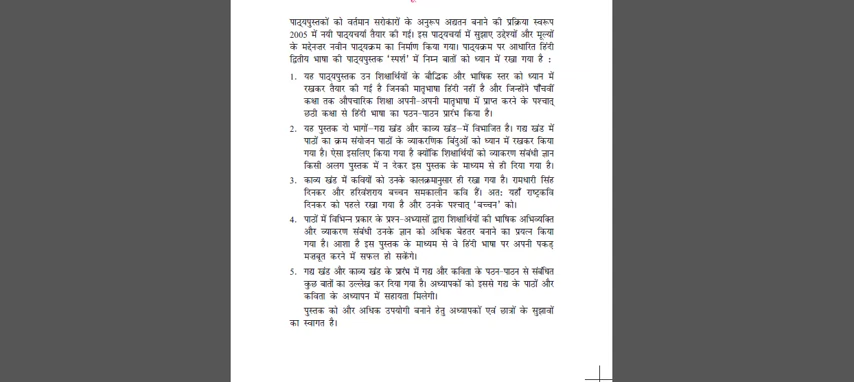 पाठ्यपुस्तकों को वर्तमान सरोकारों के अनुरूप अद्यतन बनाने की प्रक्रिया स्वरूप
2005 में नयी पाठ्यचर्या तैयार की गई। इस पाठ्यचर्या में सुझाए उद्देश्यों और मूल्यों
के मद्देनज़र नवीन पाठ्यक्रम का निर्माण किया गया। पाठ्यक्रम पर आधारित हिंदी
द्वितीय भाषा की पाठ्यपुस्तक ‘स्पर्श’ में निम्न बातों को ध्यान में रखा गया है :
1. यह पाठ्यपुस्तक उन शिक्षार्थियों के बौद्धिक और भाषिक स्तर को ध्यान में
रखकर तैयार की गई है जिनकी मातृभाषा हिंदी नहीं है और जिन्होंने पाँचवीं
कक्षा तक औपचारिक शिक्षा अपनी-अपनी मातृभाषा में प्राप्त करने के पश्चात्
छठी कक्षा से हिंदी भाषा का पठन-पाठन प्रारंभ किया है।
2. यह पुस्तक दो भागों–गद्य खंड और काव्य खंड–में विभाजित है। गद्य खंड में
पाठों का क्रम संयोजन पाठों के व्याकरणिक बिंदुओं को ध्यान में रखकर किया
गया है। ऐसा इसलिए किया गया है क्योंकि शिक्षार्थियों को व्याकरण संबंधी ज्ञान
किसी अलग पुस्तक में न देकर इस पुस्तक के माध्यम से ही दिया गया है।
3. काव्य खंड में कवियों को उनके कालक्रमानुसार ही रखा गया है। रामधारी सिंह
दिनकर और हरिवंशराय बच्चन समकालीन कवि हैं। अत: यहाँ राष्ट्रकवि
दिनकर को पहले रखा गया है और उनके पश्चात् ‘बच्चन’ को।
4. पाठों में विभिन्न प्रकार के प्रश्न-अभ्यासों द्वारा शिक्षार्थियों की भाषिक अभिव्यक्ति
और व्याकरण संबंधी उनके ज्ञान को अधिक बेहतर बनाने का प्रयत्न किया
गया है। आशा है इस पुस्तक के माध्यम से वे हिंदी भाषा पर अपनी पकड़
मज़बूत करने में सफल हो सकेंगे।
5. गद्य खंड और काव्य खंड के प्रारंभ में गद्य और कविता के पठन-पाठन से संबंधित
कुछ बातों का उल्लेख कर दिया गया है। अध्यापकों को इससे गद्य के पाठों और
कविता के अध्यापन में सहायता मिलेगी।
पुस्तक को और अधिक उपयोगी बनाने हेतु अध्यापकों एवं छात्रों के सुझावों
का स्वागत है।